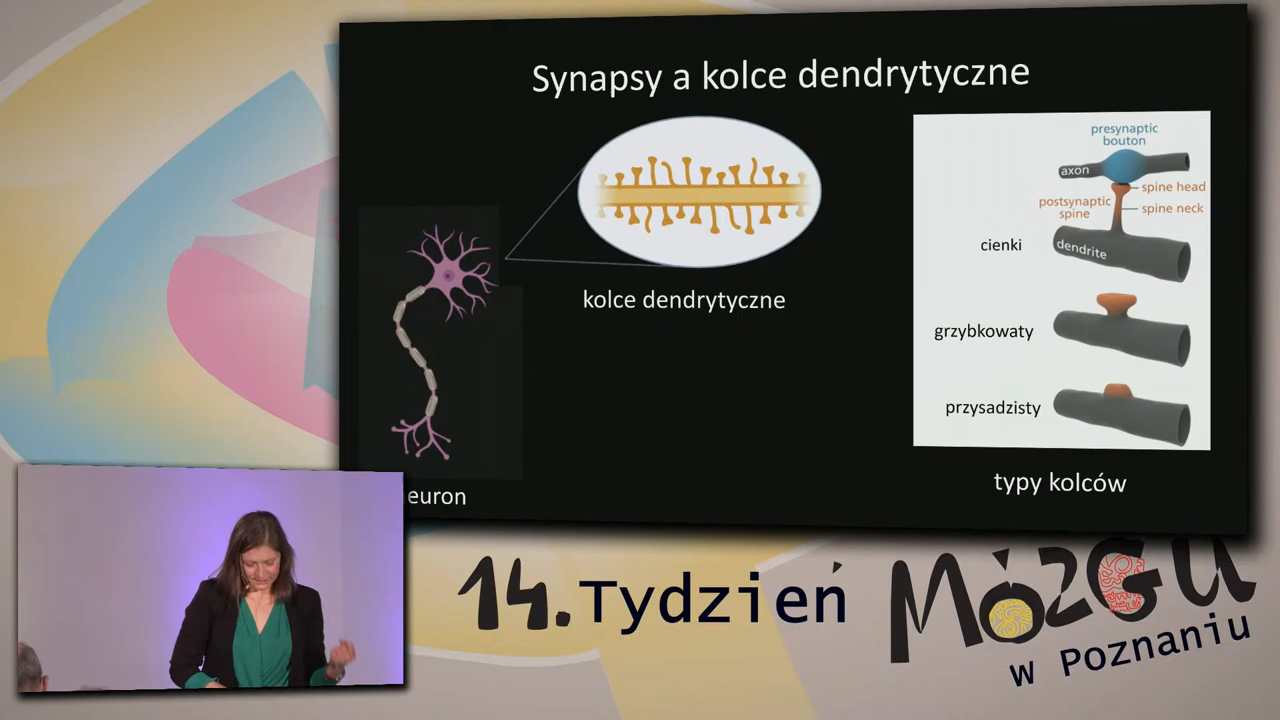 Synapsy a kolce dendrytyczne
kolce dendrytyczne
euron
presynaptic
bouton
axon
spine head
postsynaptic
spine
spine neck
cienki
dendrite
grzybkowaty
przysadzisty
typy kolców
14. Tydzień
MÓZGU
w Poznaniu